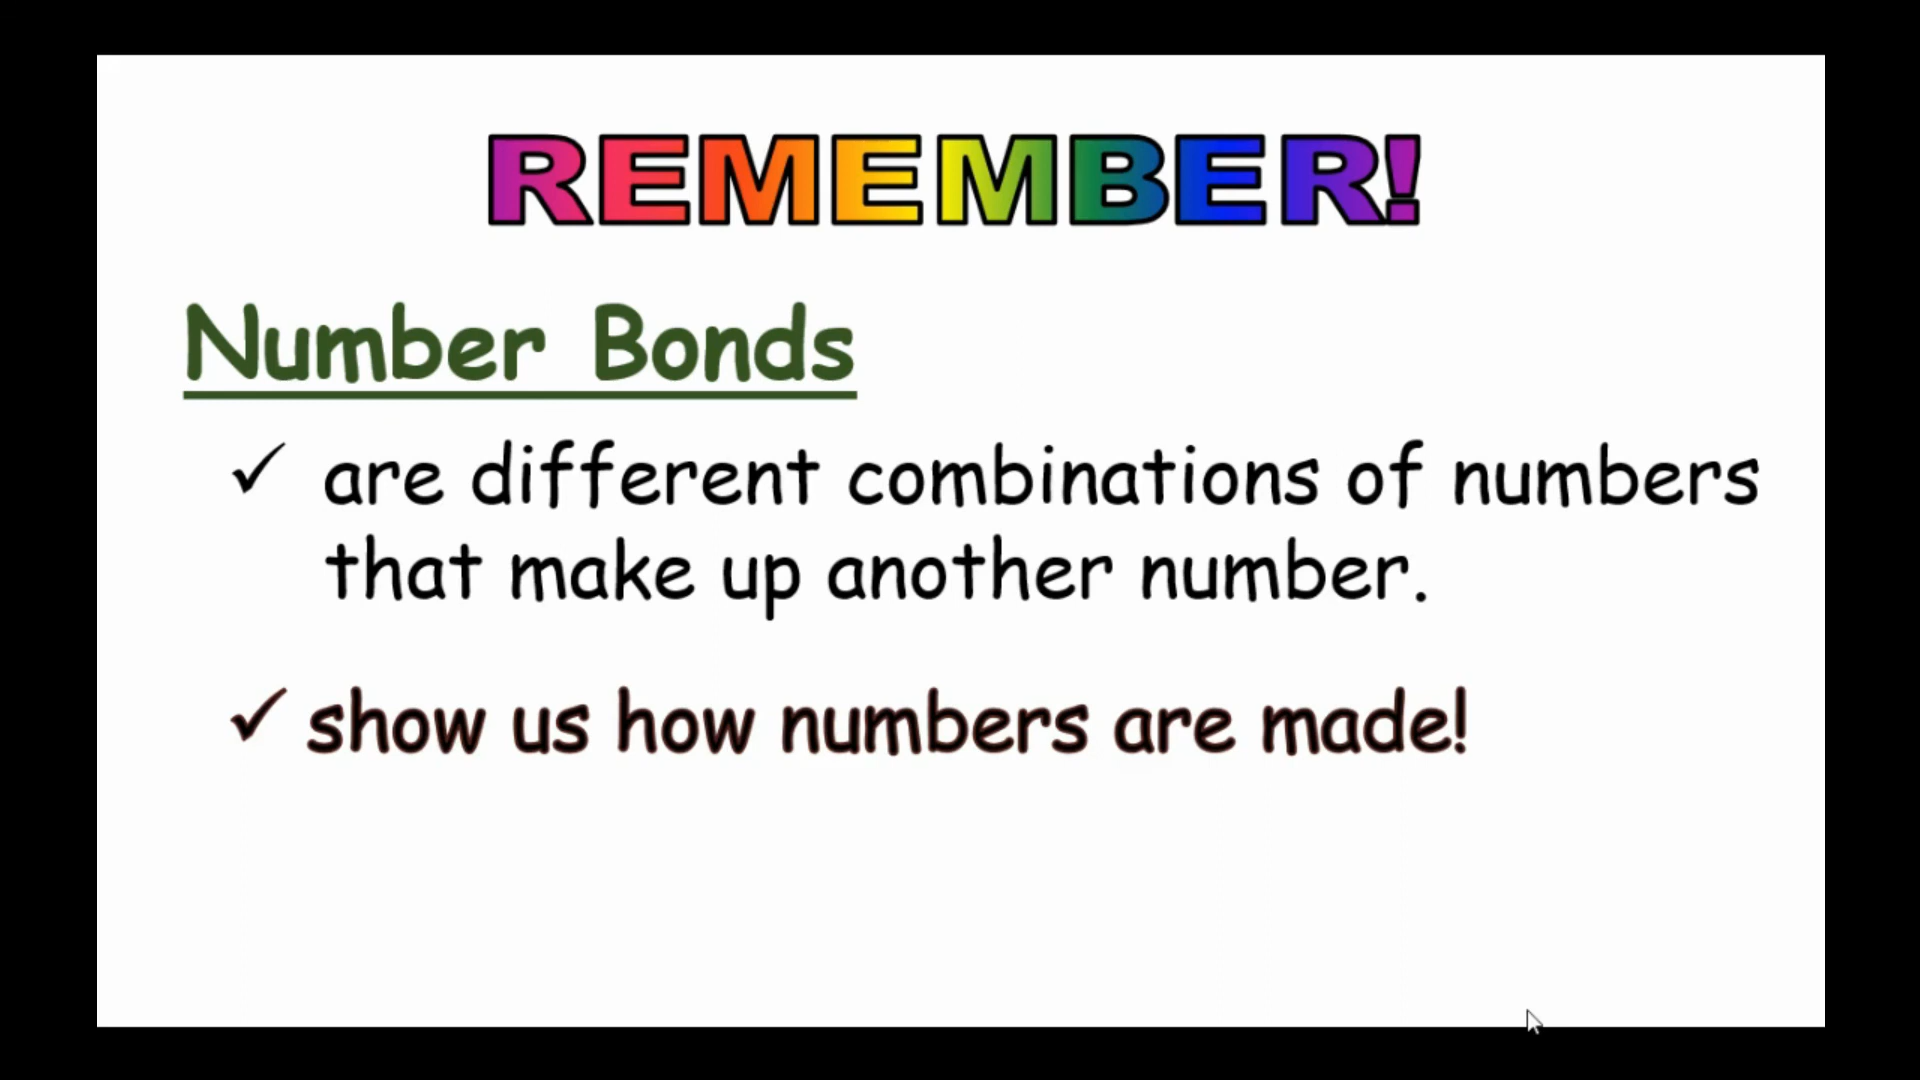 REMEMBER!
Number Bonds
✓ are different combinations of numbers
that make up another number.
✓ show us how numbers are made!